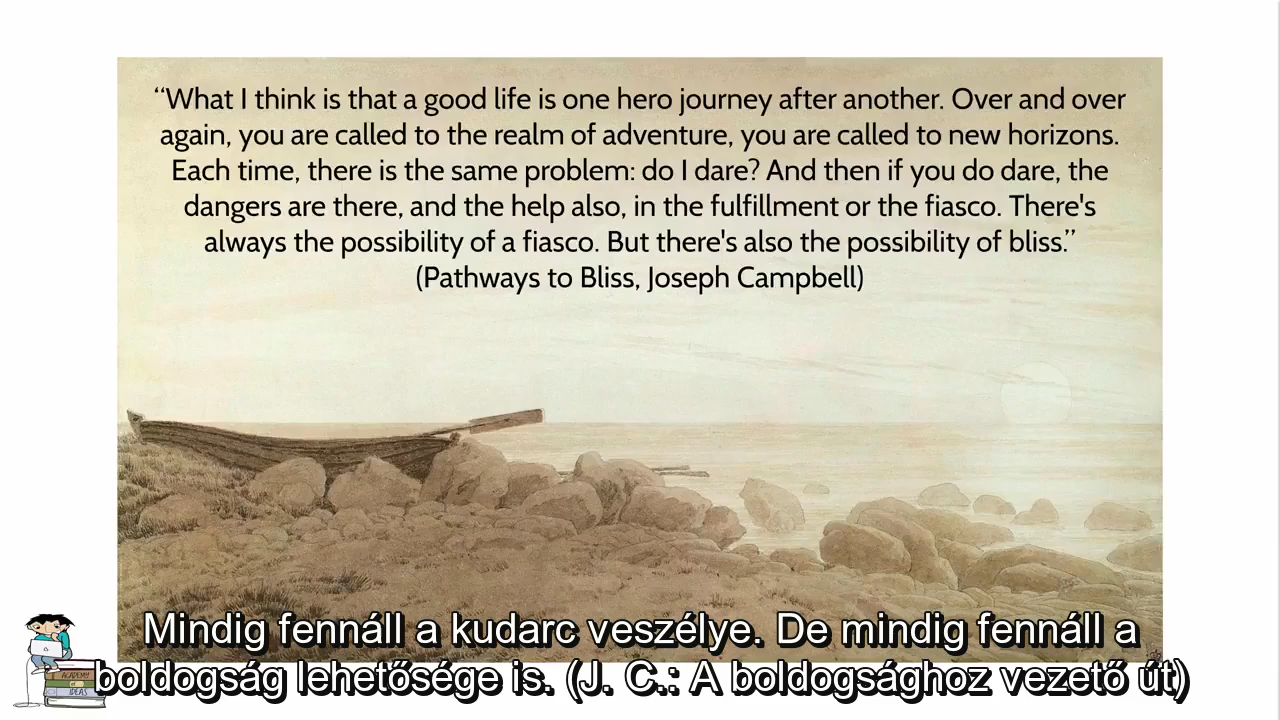 “What I think is that a good life is one hero journey after another. Over and over
again, you are called to the realm of adventure, you are called to new horizons.
Each time, there is the same problem: do I dare? And then if you do dare, the
dangers are there, and the help also, in the fulfillment or the fiasco. There's
always the possibility of a fiasco. But there's also the possibility of bliss.”
(Pathways to Bliss, Joseph Campbell)
Mindig fennáll a kudarc veszélye. De mindig fennáll a
boldogság lehetősége is. (J. C.: A boldogsághoz vezető út)
ACADEMY
of
IDEAS